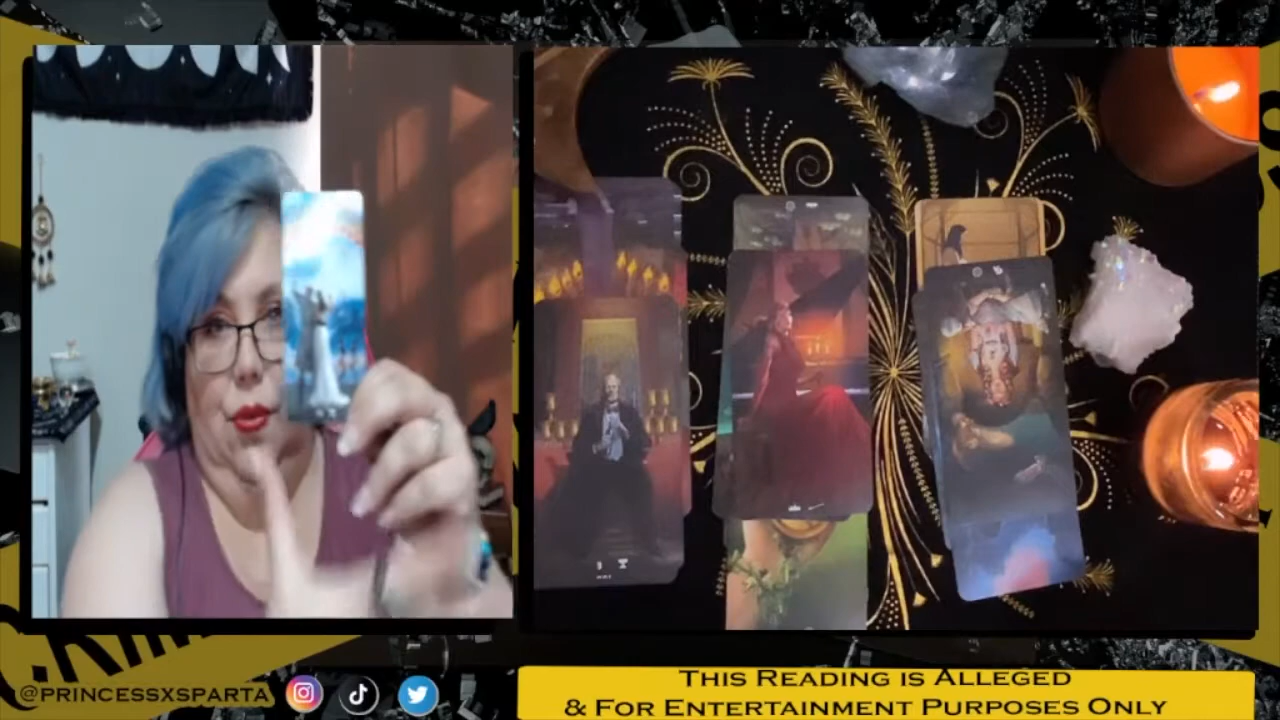 @PRINCESSXSPARTA
THIS READING IS ALLEGED
& FOR ENTERTAINMENT PURPOSES ONLY